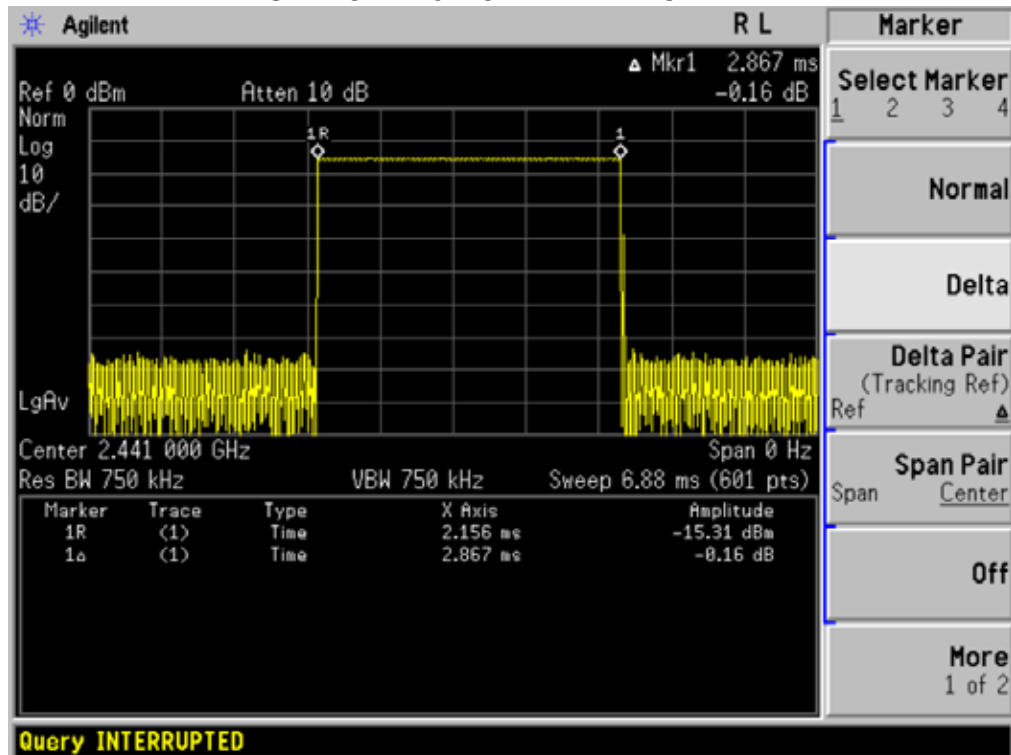 Agilent R L Marker
▵ Mkr1 2.867 ms
Ref 0 dBm Atten 10 dB -0.16 dB
Norm
Log
10
dB/
1R 1
LgAv
Center 2.441 000 GHz Span 0 Hz
Res BW 750 kHz VBW 750 kHz Sweep 6.88 ms (601 pts)
Marker Trace Type X Axis Amplitude
1R (1) Time 2.156 ms -15.31 dBm
1▵ (1) Time 2.867 ms -0.16 dB
Select Marker
1 2 3 4
Normal
Delta
Delta Pair
(Tracking Ref)
Ref ▵
Span Pair
Span Center
Off
More
1 of 2
Query INTERRUPTED